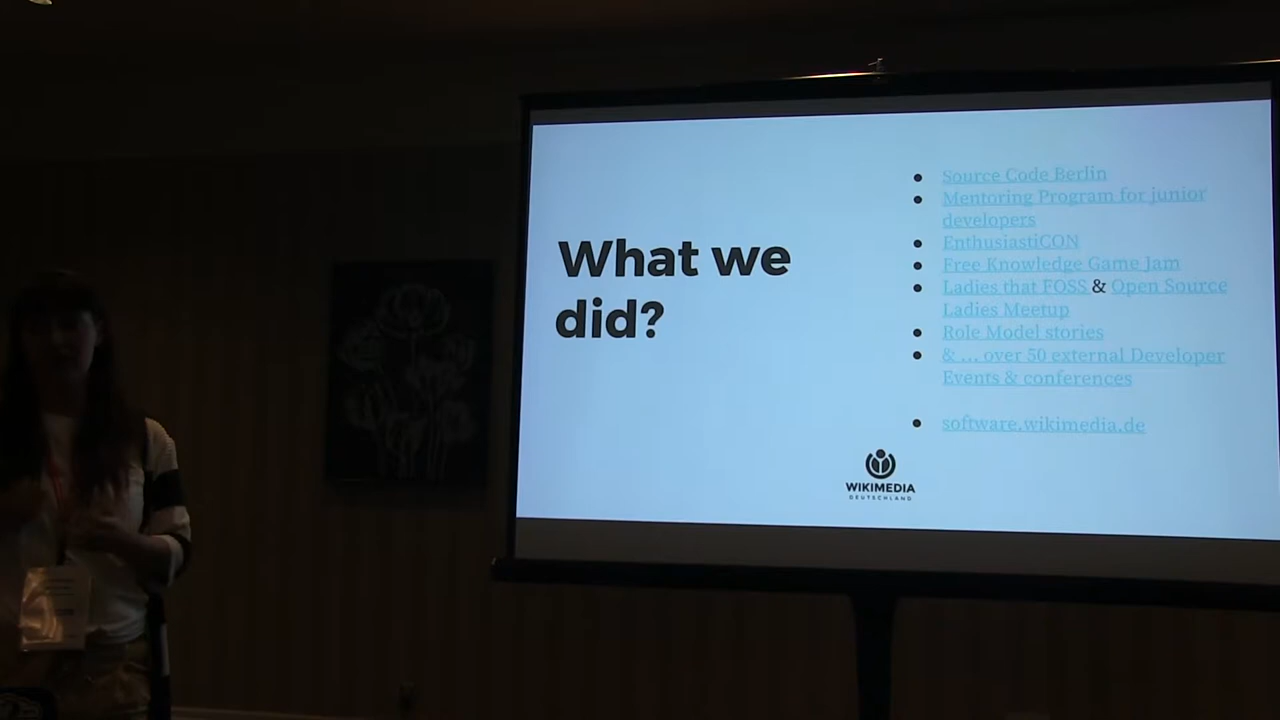 What we
did?
Source Code Berlin
Mentoring Program for junior
developers
EnthusiastiCON
Free Knowledge Game Jam
Ladies that FOSS & Open Source
Ladies Meetup
Role Model stories
& ... over 50 external Developer
Events & conferences
software.wikimedia.de
WIKIMEDIA
DEUTSCHLAND